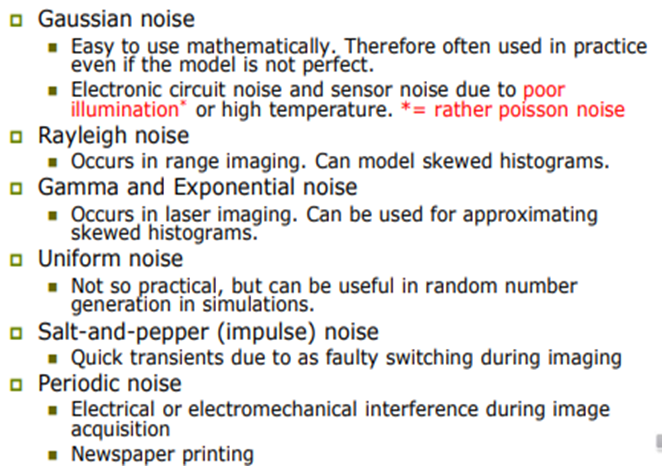 Gaussian noise
Easy to use mathematically. Therefore often used in practice
even if the model is not perfect.
Electronic circuit noise and sensor noise due to poor
illumination* or high temperature. *= rather poisson noise
Rayleigh noise
Occurs in range imaging. Can model skewed histograms.
Gamma and Exponential noise
Occurs in laser imaging. Can be used for approximating
skewed histograms.
Uniform noise
Not so practical, but can be useful in random number
generation in simulations.
Salt-and-pepper (impulse) noise
Quick transients due to as faulty switching during imaging
Periodic noise
Electrical or electromechanical interference during image
acquisition
Newspaper printing